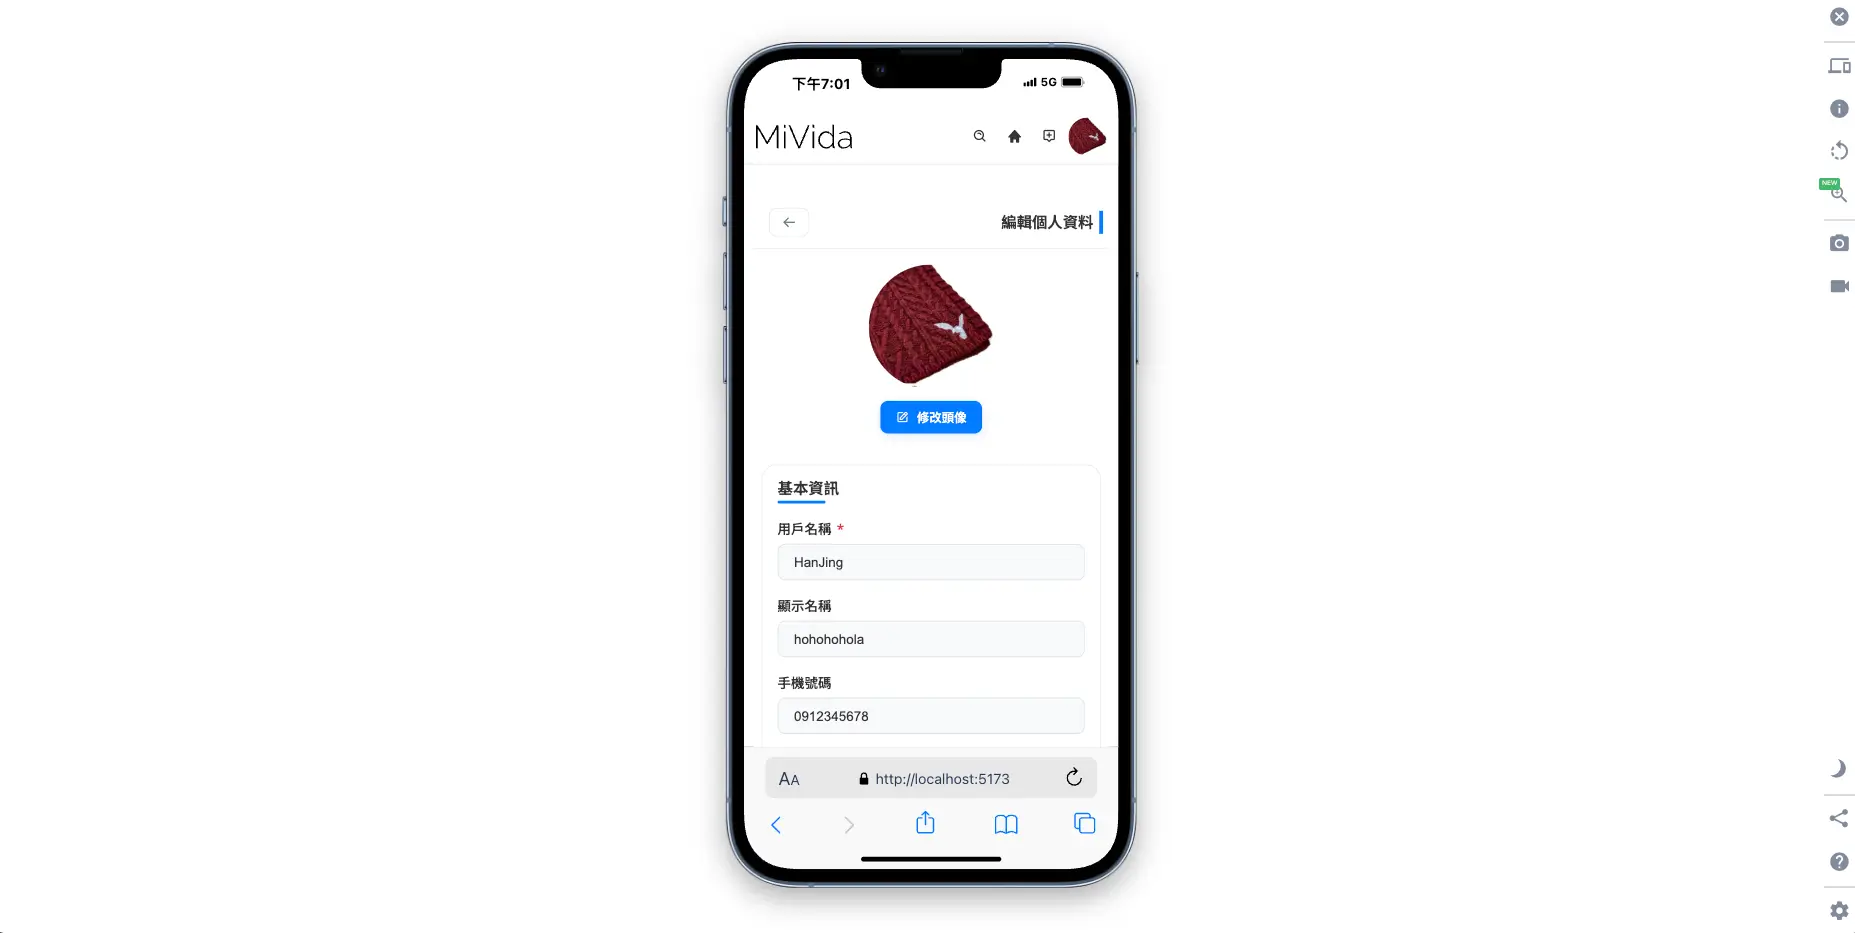 下午7:01
5G
MiVida
編輯個人資料
修改頭像
基本資訊
用戶名稱 *
HanJing
顯示名稱
hohohohola
手機號碼
0912345678
AA
http://localhost:5173
NEW